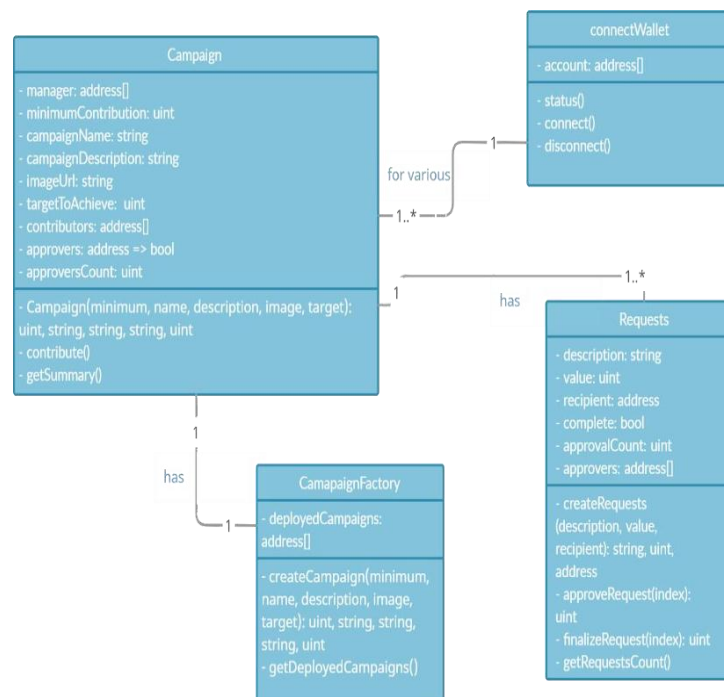 Campaign
- manager: address[]
- minimumContribution: uint
- campaignName: string
- campaignDescription: string
- imageUrl: string
- targetToAchieve:  uint
- contributors: address[]
- approvers: address => bool
- approversCount: uint
- Campaign(minimum, name, description, image, target):
uint, string, string, string, uint
- contribute()
- getSummary()
connectWallet
- account: address[]
- status()
- connect()
- disconnect()
1
for various
1..*
1
has
1..*
Requests
- description: string
- value: uint
- recipient: address
- complete: bool
- approvalCount: uint
- approvers: address[]
- createRequests
(description, value,
recipient): string, uint,
address
- approveRequest(index):
uint
- finalizeRequest(index): uint
- getRequestsCount()
1
has
1
CamapaignFactory
- deployedCampaigns:
address[]
- createCampaign(minimum,
name, description, image,
target): uint, string, string,
string, uint
- getDeployedCampaigns()